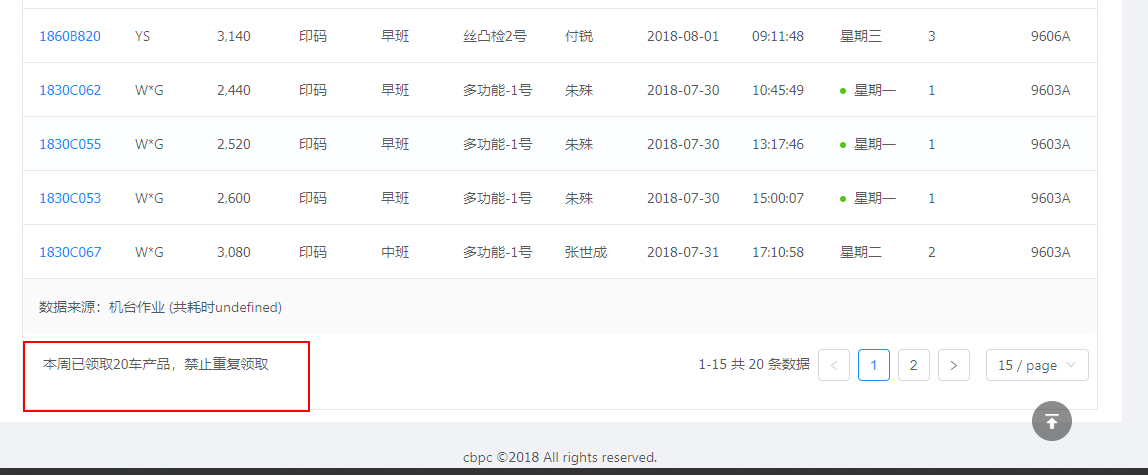 1860B820 YS 3,140 印码 早班 丝凸检2号 付锐 2018-08-01 09:11:48 星期三 3 9606A
1830C062 W*G 2,440 印码 早班 多功能-1号 朱殊 2018-07-30 10:45:49 星期一 1 9603A
1830C055 W*G 2,520 印码 早班 多功能-1号 朱殊 2018-07-30 13:17:46 星期一 1 9603A
1830C053 W*G 2,600 印码 早班 多功能-1号 朱殊 2018-07-30 15:00:07 星期一 1 9603A
1830C067 W*G 3,080 印码 中班 多功能-1号 张世成 2018-07-31 17:10:58 星期二 2 9603A
数据来源：机台作业 (共耗时undefined)
本周已领取20车产品，禁止重复领取 1-15 共 20 条数据 < 1 2 > 15 / page
cbpc ©2018 All rights reserved.